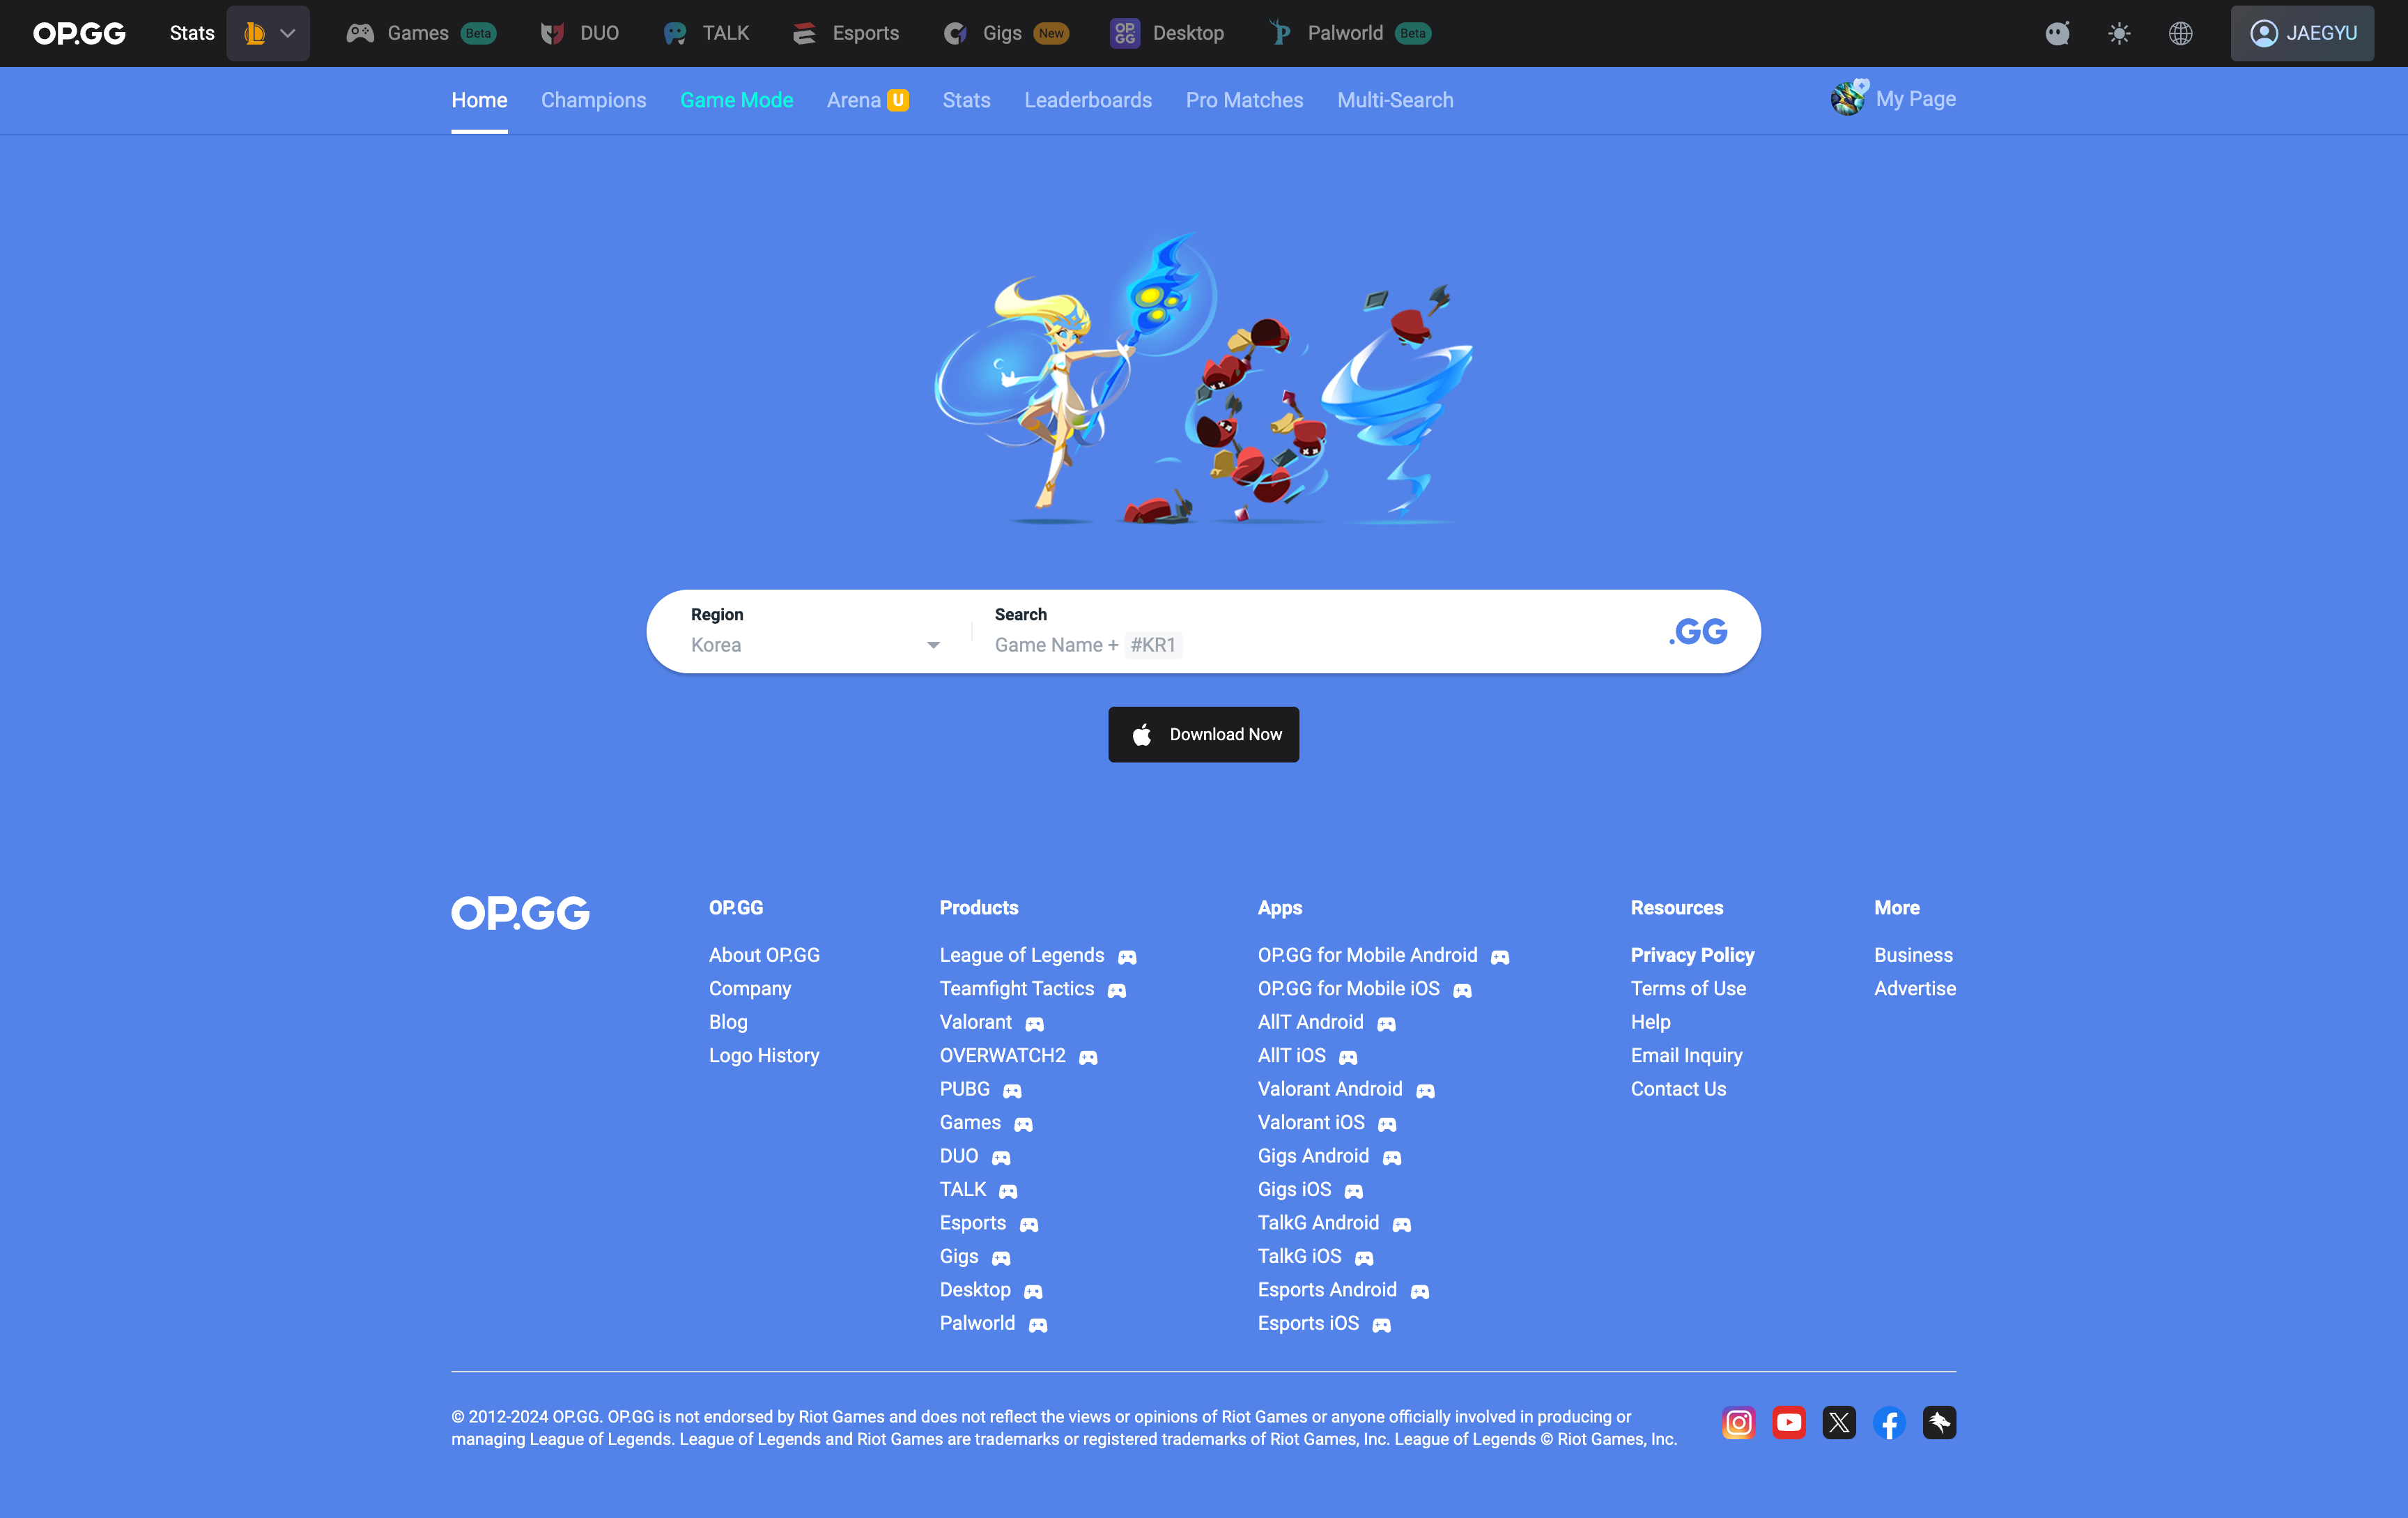 OP.GG Stats Games Beta DUO TALK Esports Gigs New OP.GG Desktop Palworld Beta JAEGYU
Home Champions Game Mode Arena U Stats Leaderboards Pro Matches Multi-Search My Page
Region
Korea
Search
Game Name + #KR1
.GG
Download Now
OP.GG
OP.GG
About OP.GG
Company
Blog
Logo History
Products
League of Legends
Teamfight Tactics
Valorant
OVERWATCH2
PUBG
Games
DUO
TALK
Esports
Gigs
Desktop
Palworld
Apps
OP.GG for Mobile Android
OP.GG for Mobile iOS
AllT Android
AllT iOS
Valorant Android
Valorant iOS
Gigs Android
Gigs iOS
TalkG Android
TalkG iOS
Esports Android
Esports iOS
Resources
Privacy Policy
Terms of Use
Help
Email Inquiry
Contact Us
More
Business
Advertise
© 2012-2024 OP.GG. OP.GG is not endorsed by Riot Games and does not reflect the views or opinions of Riot Games or anyone officially involved in producing or
managing League of Legends. League of Legends and Riot Games are trademarks or registered trademarks of Riot Games, Inc. League of Legends © Riot Games, Inc.